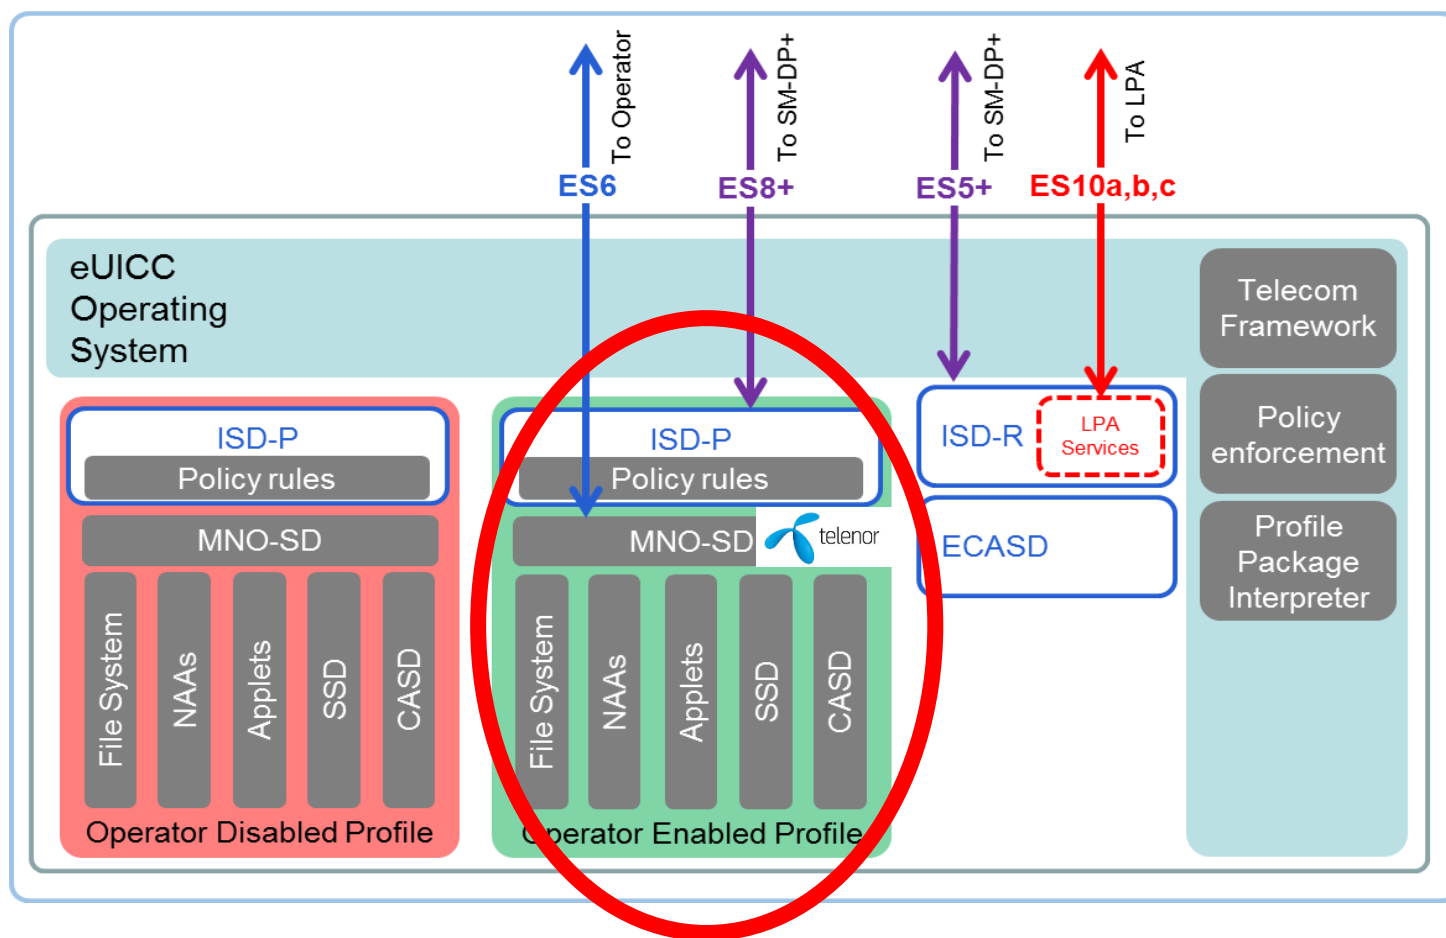 To Operator
To SM-DP+
To SM-DP+
To LPA
ES6
ES8+
ES5+
ES10a,b,c
eUICC
Operating
System
Telecom
Framework
Policy
enforcement
Profile
Package
Interpreter
ISD-P
Policy rules
MNO-SD
File System
NAAs
Applets
SSD
CASD
Operator Disabled Profile
ISD-P
Policy rules
MNO-SD
telenor
File System
NAAs
Applets
SSD
CASD
Operator Enabled Profile
ISD-R
LPA
Services
ECASD